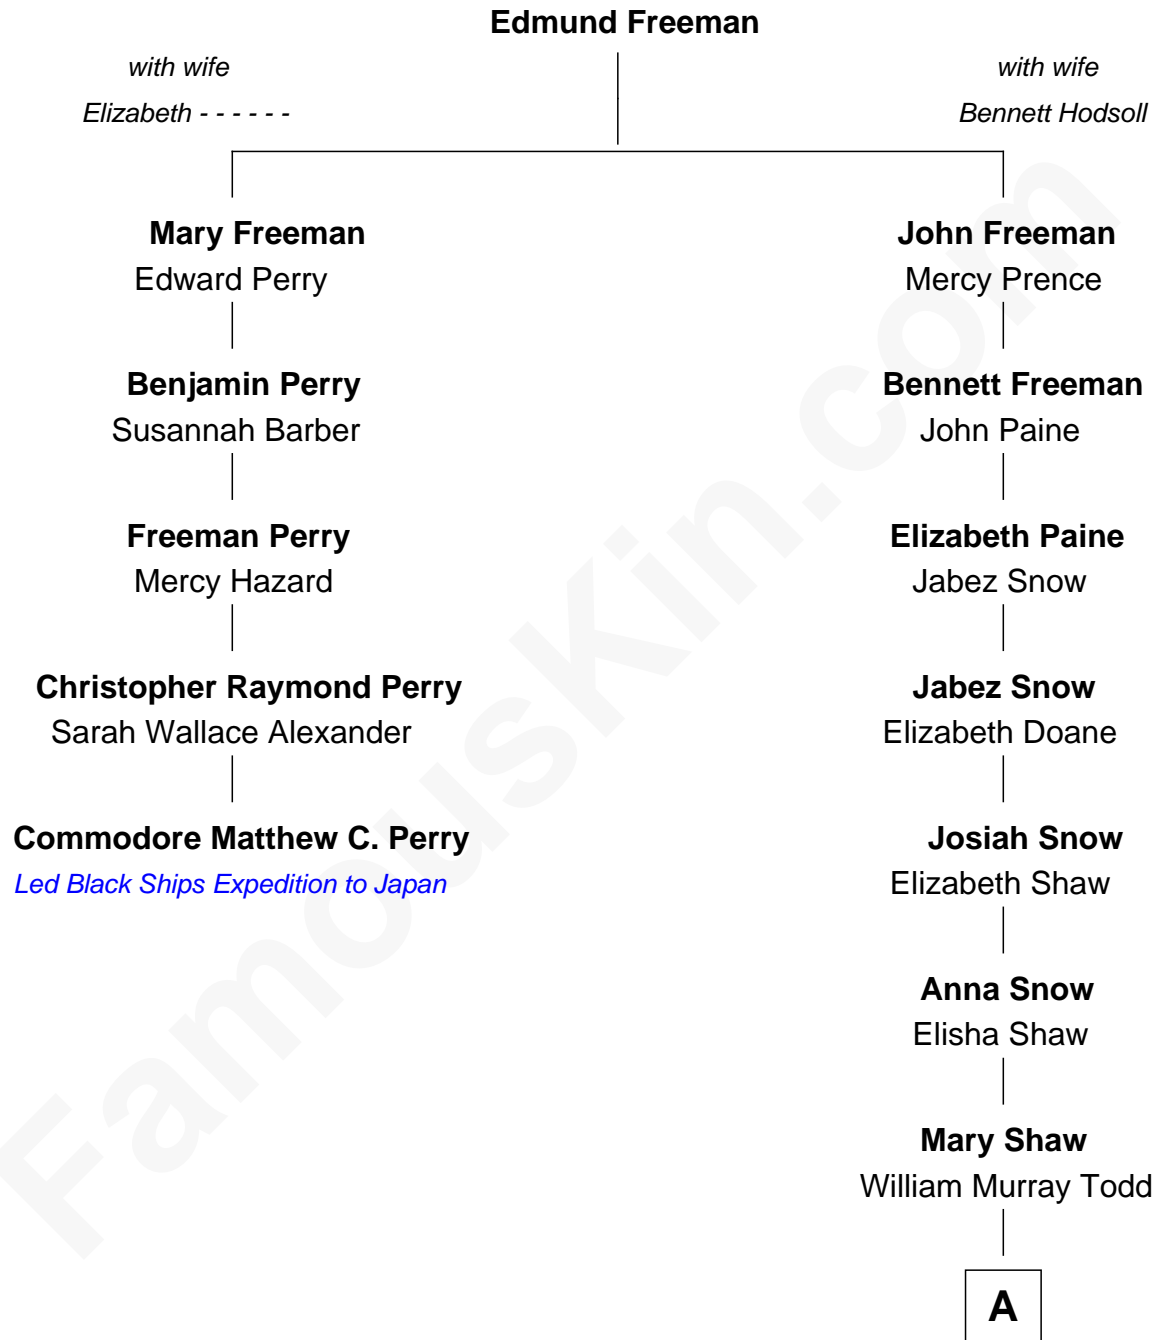 Edmund Freeman
with wife
Elizabeth - - - - - -
with wife
Bennett Hodsoll
Mary Freeman
Edward Perry
John Freeman
Mercy Prence
Benjamin Perry
Susannah Barber
Bennett Freeman
John Paine
Freeman Perry
Mercy Hazard
Elizabeth Paine
Jabez Snow
Christopher Raymond Perry
Sarah Wallace Alexander
Jabez Snow
Elizabeth Doane
Commodore Matthew C. Perry
Led Black Ships Expedition to Japan
Josiah Snow
Elizabeth Shaw
Anna Snow
Elisha Shaw
Mary Shaw
William Murray Todd
A
FamousKin.com